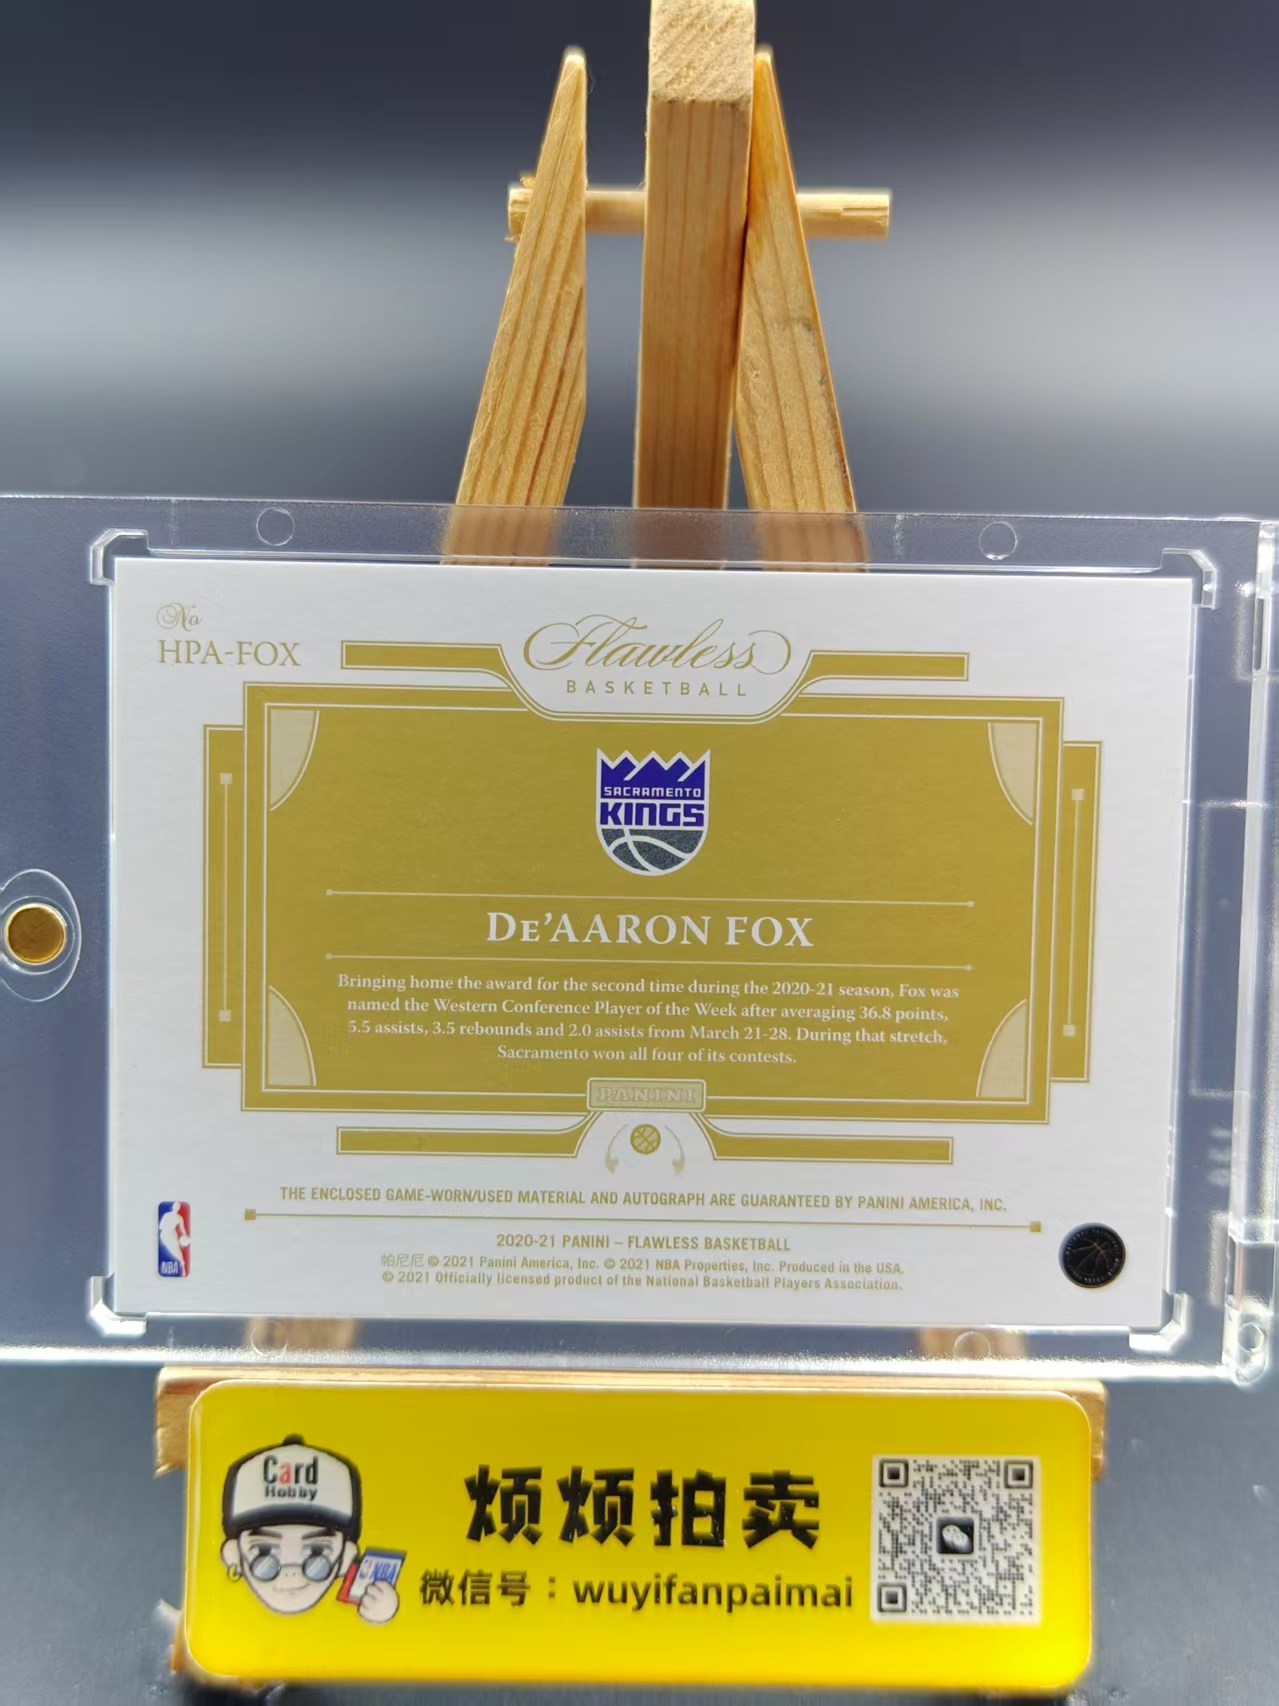 No
HPA-FOX
Flawless
BASKETBALL
SACRAMENTO
KINGS
DE'AARON FOX
Bringing home the award for the second time during the 2020-21 season, Fox was
named the Western Conference Player of the Week after averaging 36.8 points,
5.5 assists, 3.5 rebounds and 2.0 assists from March 21-28. During that stretch,
Sacramento won all four of its contests.
PANINI
THE ENCLOSED GAME-WORN/USED MATERIAL AND AUTOGRAPH ARE GUARANTEED BY PANINI AMERICA, INC.
2020-21 PANINI – FLAWLESS BASKETBALL
帕尼尼 © 2021 Panini America, Inc. © 2021 NBA Properties, Inc. Produced in the USA.
© 2021 Officially licensed product of the National Basketball Players Association.
NBA
Card
Hobby
NBA
烦烦拍卖
微信号：wuyifanpaimai